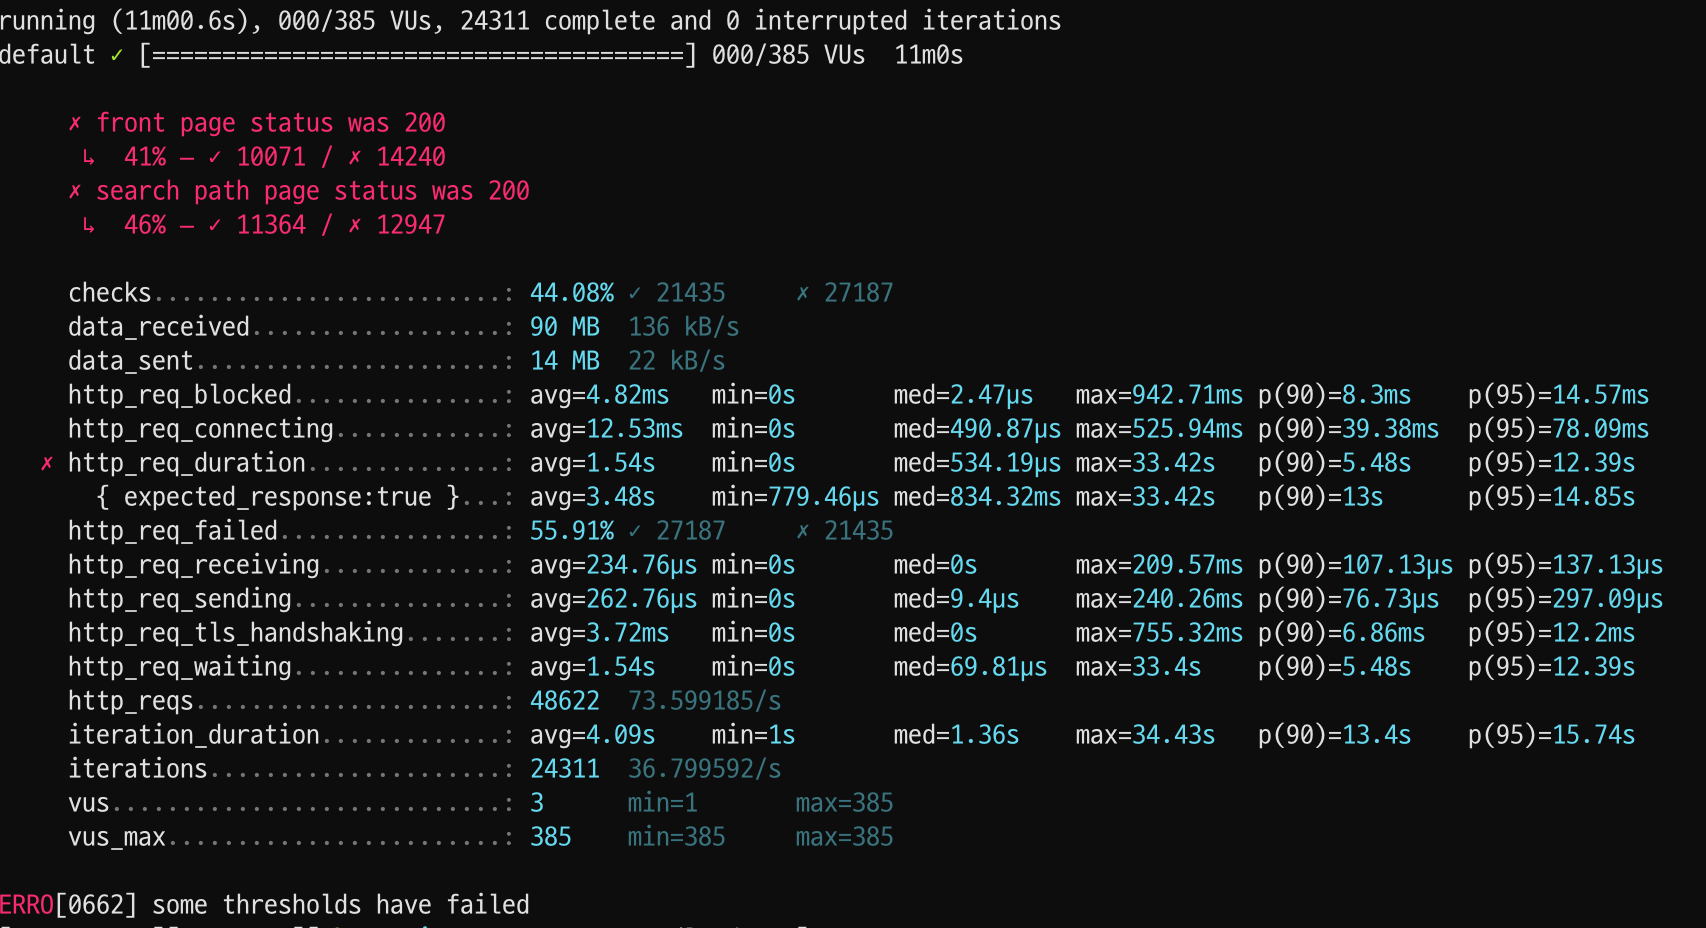 running (11m00.6s), 000/385 VUs, 24311 complete and 0 interrupted iterations
default ✓ [======================================] 000/385 VUs  11m0s
✗ front page status was 200
↳  41% — ✓ 10071 / ✗ 14240
✗ search path page status was 200
↳  46% — ✓ 11364 / ✗ 12947
checks.........................: 44.08% ✓ 21435     ✗ 27187
data_received..................: 90 MB  136 kB/s
data_sent......................: 14 MB  22 kB/s
http_req_blocked...............: avg=4.82ms   min=0s       med=2.47µs   max=942.71ms p(90)=8.3ms    p(95)=14.57ms
http_req_connecting............: avg=12.53ms  min=0s       med=490.87µs max=525.94ms p(90)=39.38ms  p(95)=78.09ms
✗ http_req_duration..............: avg=1.54s    min=0s       med=534.19µs max=33.42s   p(90)=5.48s    p(95)=12.39s
{ expected_response:true }...: avg=3.48s    min=779.46µs med=834.32ms max=33.42s   p(90)=13s      p(95)=14.85s
http_req_failed................: 55.91% ✓ 27187     ✗ 21435
http_req_receiving.............: avg=234.76µs min=0s       med=0s       max=209.57ms p(90)=107.13µs p(95)=137.13µs
http_req_sending...............: avg=262.76µs min=0s       med=9.4µs    max=240.26ms p(90)=76.73µs  p(95)=297.09µs
http_req_tls_handshaking.......: avg=3.72ms   min=0s       med=0s       max=755.32ms p(90)=6.86ms   p(95)=12.2ms
http_req_waiting...............: avg=1.54s    min=0s       med=69.81µs  max=33.4s    p(90)=5.48s    p(95)=12.39s
http_reqs......................: 48622  73.599185/s
iteration_duration.............: avg=4.09s    min=1s       med=1.36s    max=34.43s   p(90)=13.4s    p(95)=15.74s
iterations.....................: 24311  36.799592/s
vus............................: 3      min=1       max=385
vus_max........................: 385    min=385     max=385
ERRO[0662] some thresholds have failed